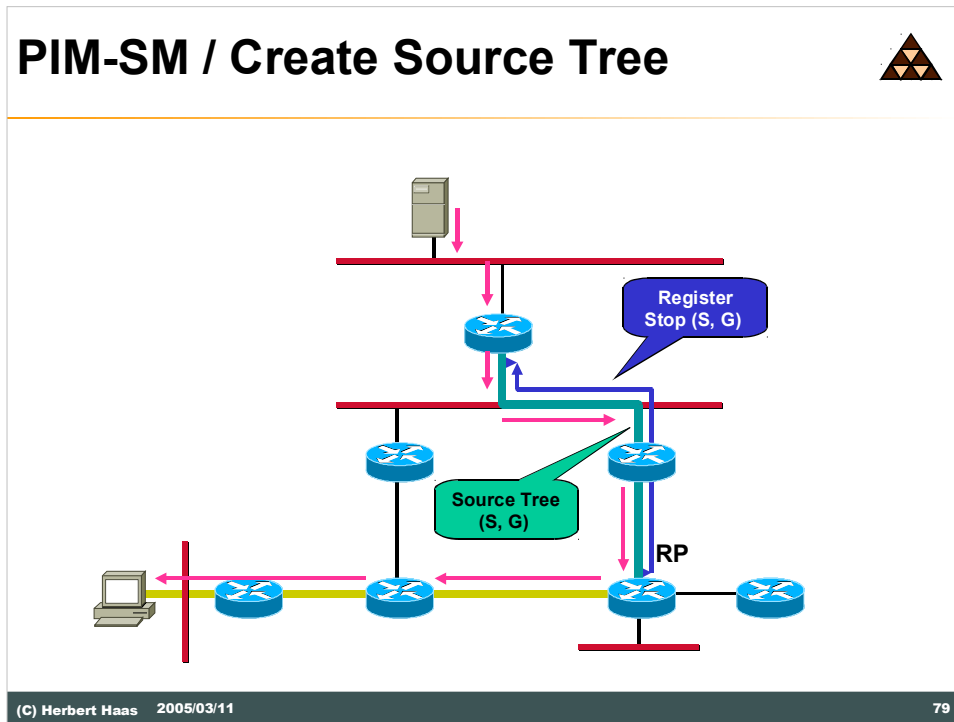 PIM-SM / Create Source Tree
Register
Stop (S, G)
Source Tree
(S, G)
RP
(C) Herbert Haas 2005/03/11
79